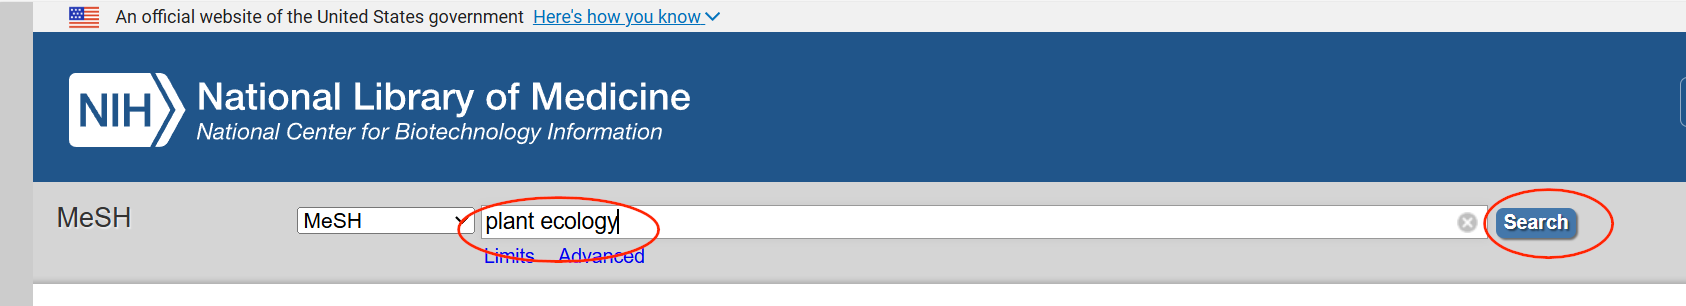 An official website of the United States government Here's how you know
NIH National Library of Medicine
National Center for Biotechnology Information
MeSH MeSH plant ecology Search
Limits Advanced